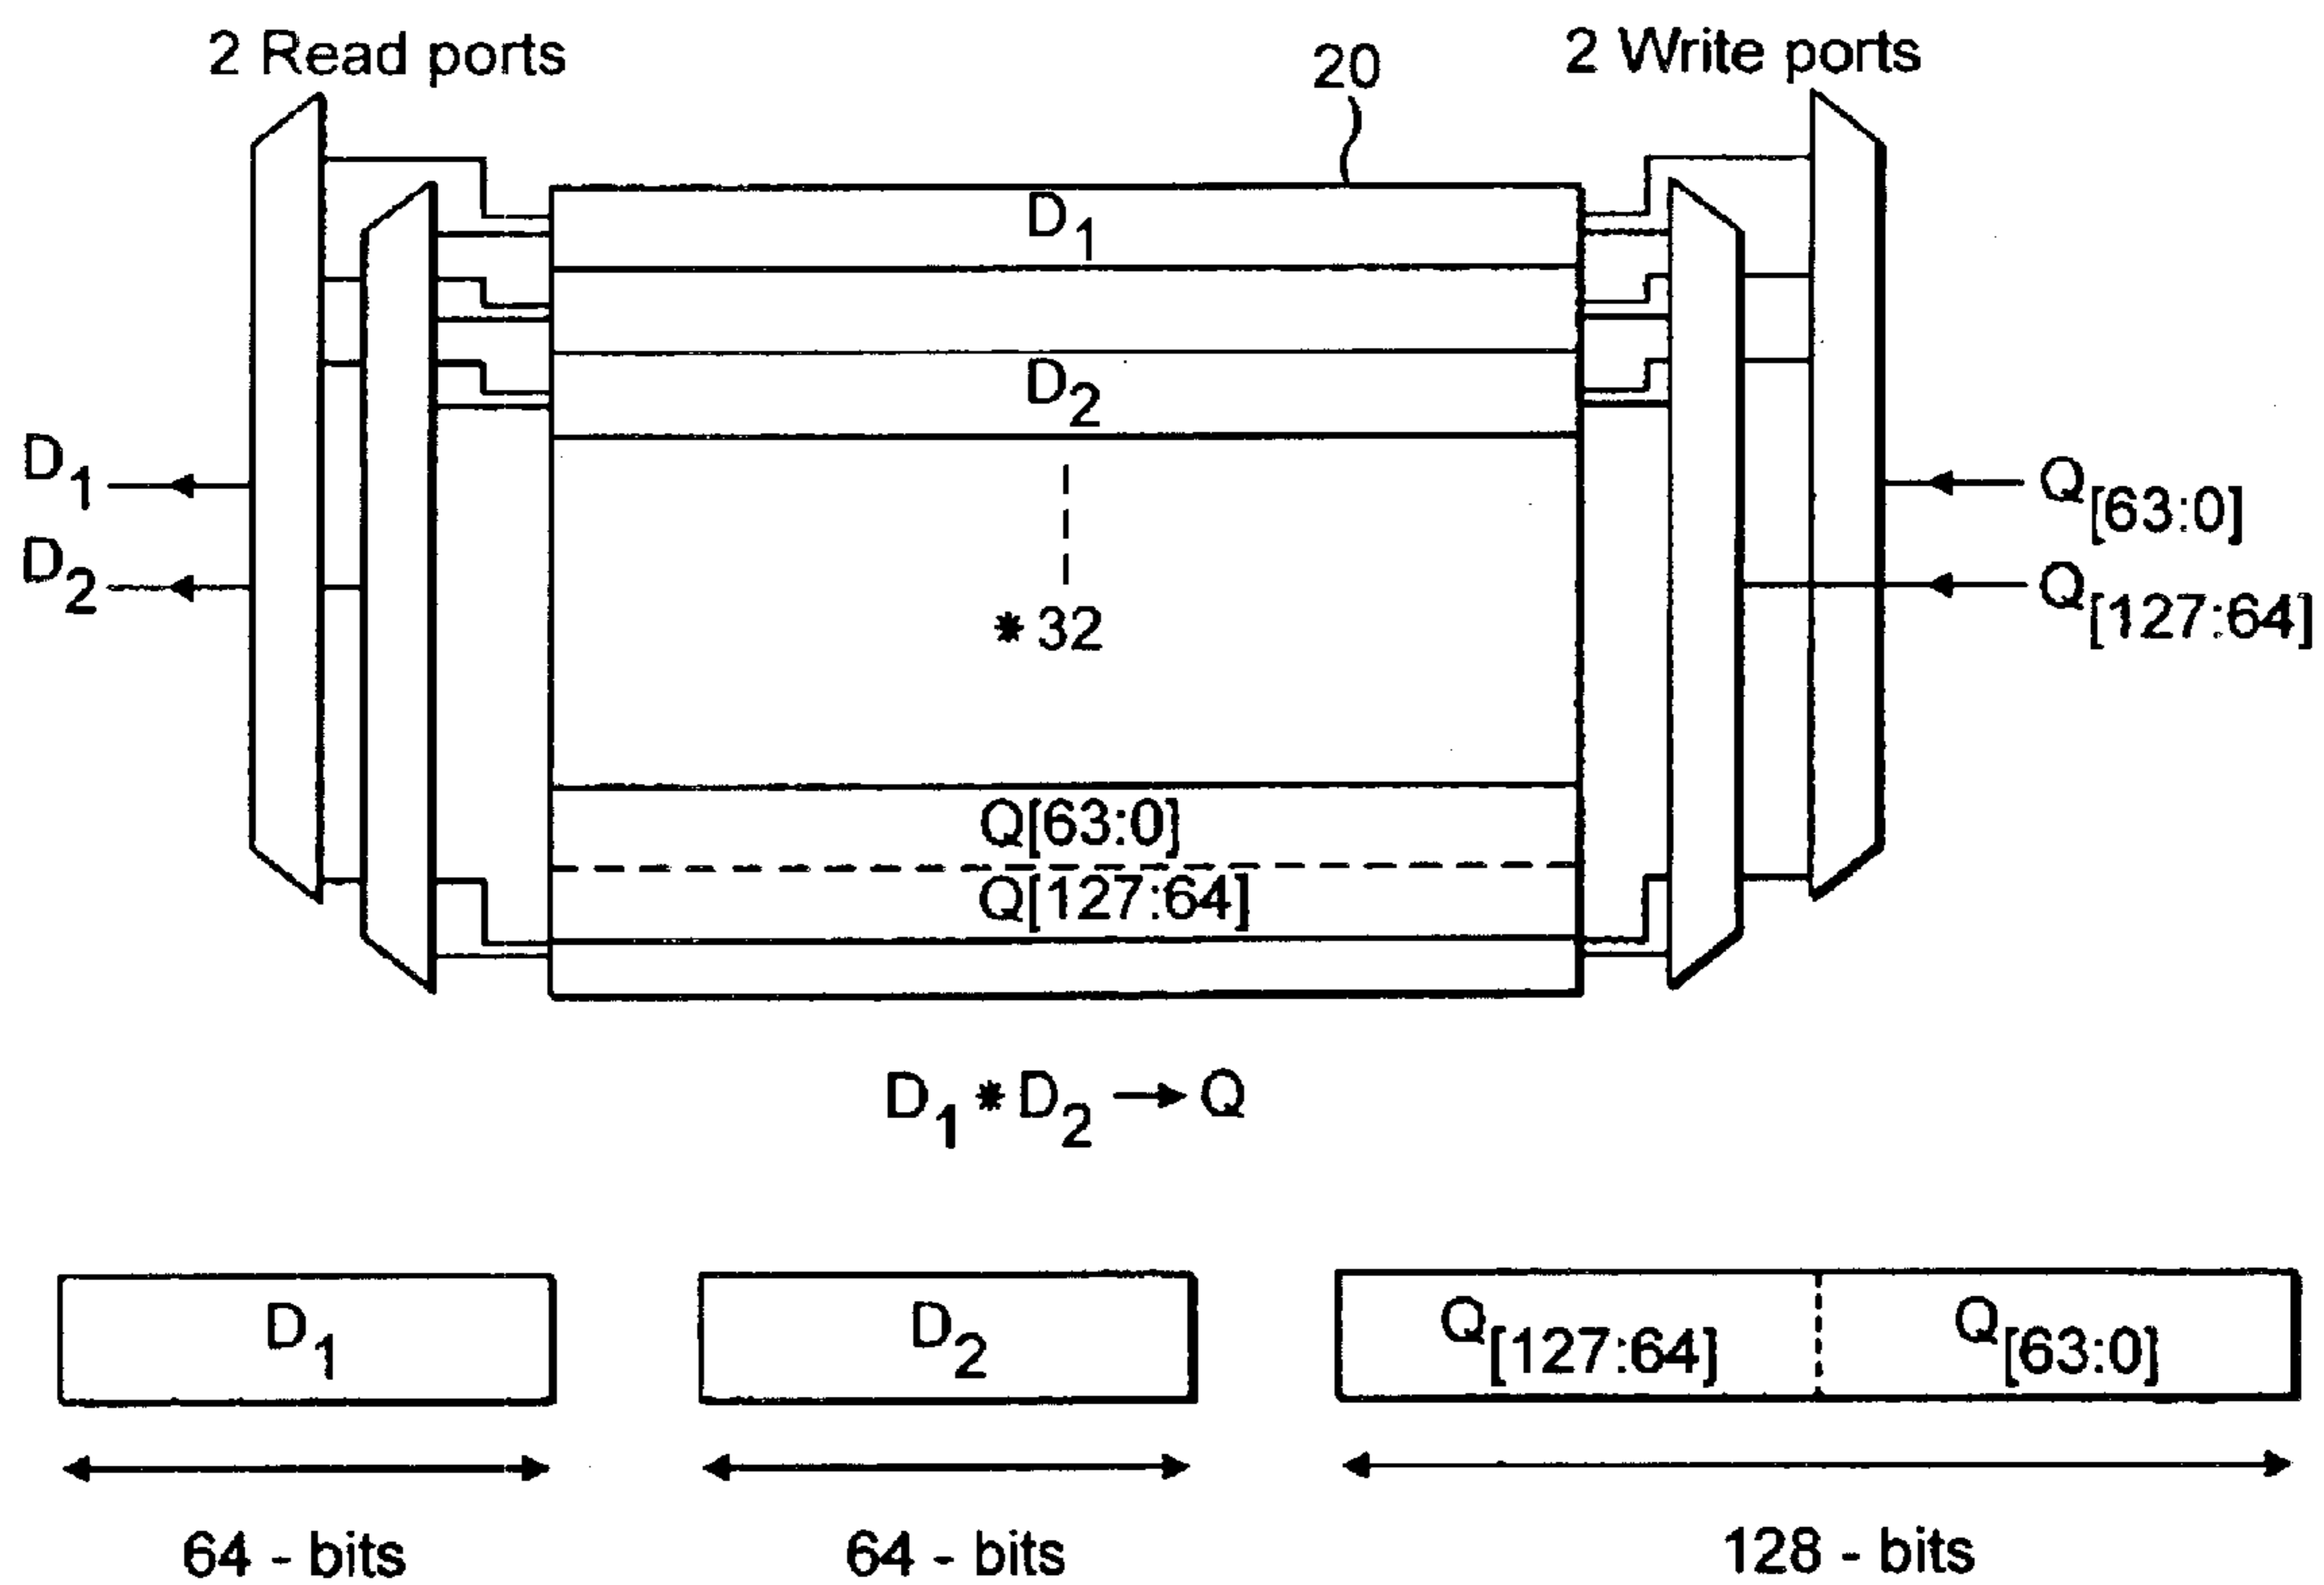 2 Read ports
20
2 Write ports
D1
D2
D1
D2
*32
Q[63:0]
Q[127:64]
Q[63:0]
Q[127:64]
D1 * D2 → Q
D1
D2
Q[127:64]
Q[63:0]
64 - bits
64 - bits
128 - bits